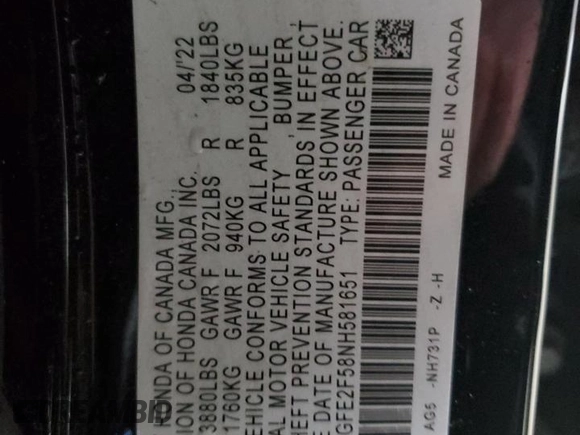 NDA OF CANADA MFG. 04/'22
ION OF HONDA CANADA INC.
3880LBS GAWR F 2072LBS R 1840LBS
1760KG GAWR F 940KG R 835KG
EHICLE CONFORMS TO ALL APPLICABLE
AL MOTOR VEHICLE SAFETY , BUMPER,
HEFT PREVENTION STANDARDS IN EFFECT
E DATE OF MANUFACTURE SHOWN ABOVE.
GFE2F58NH581651 TYPE: PASSENGER CAR
AG5 -NH731P -Z -H
MADE IN CANADA